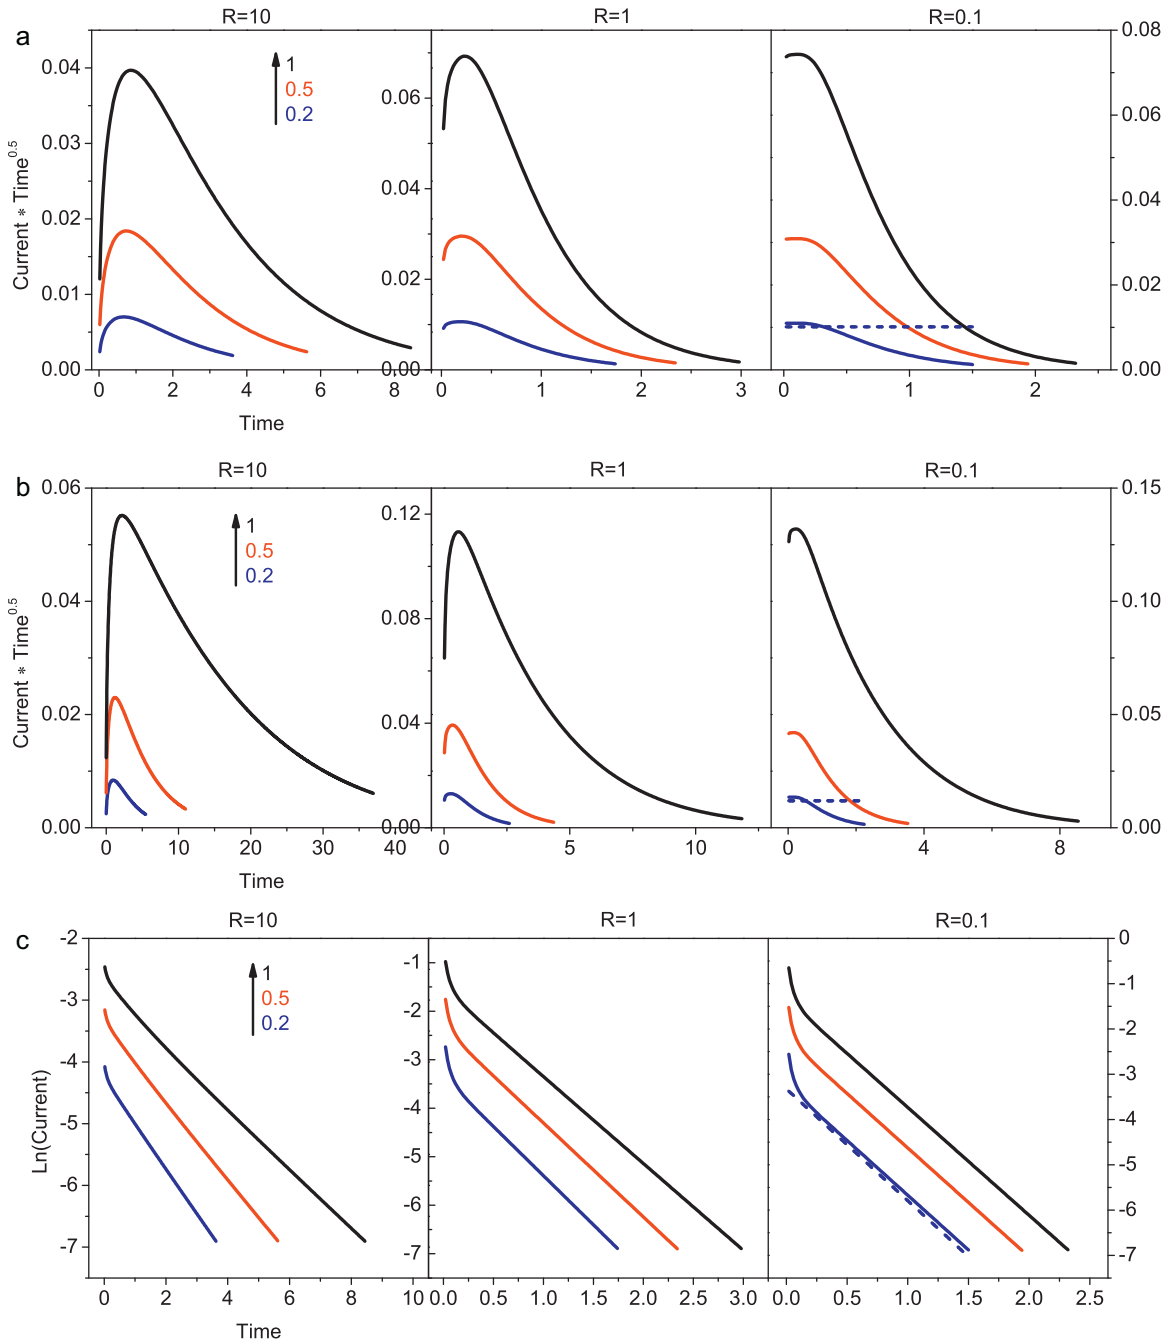 a
R=10
R=1
R=0.1
0.04
0.03
0.02
0.01
0.00
Current * Time^0.5
1
0.5
0.2
0.06
0.04
0.02
0.00
0.08
0.06
0.04
0.02
0.00
0 2 4 6 8
0 1 2 3
0 1 2
Time
b
R=10
R=1
R=0.1
0.06
0.04
0.02
0.00
Current * Time^0.5
1
0.5
0.2
0.12
0.08
0.04
0.00
0.15
0.10
0.05
0.00
0 10 20 30 40
0 5 10
0 4 8
Time
c
R=10
R=1
R=0.1
-2
-3
-4
-5
-6
-7
Ln(Current)
1
0.5
0.2
-1
-2
-3
-4
-5
-6
-7
0
-1
-2
-3
-4
-5
-6
-7
0 2 4 6 8 10
0.0 0.5 1.0 1.5 2.0 2.5 3.0
0.0 0.5 1.0 1.5 2.0 2.5
Time